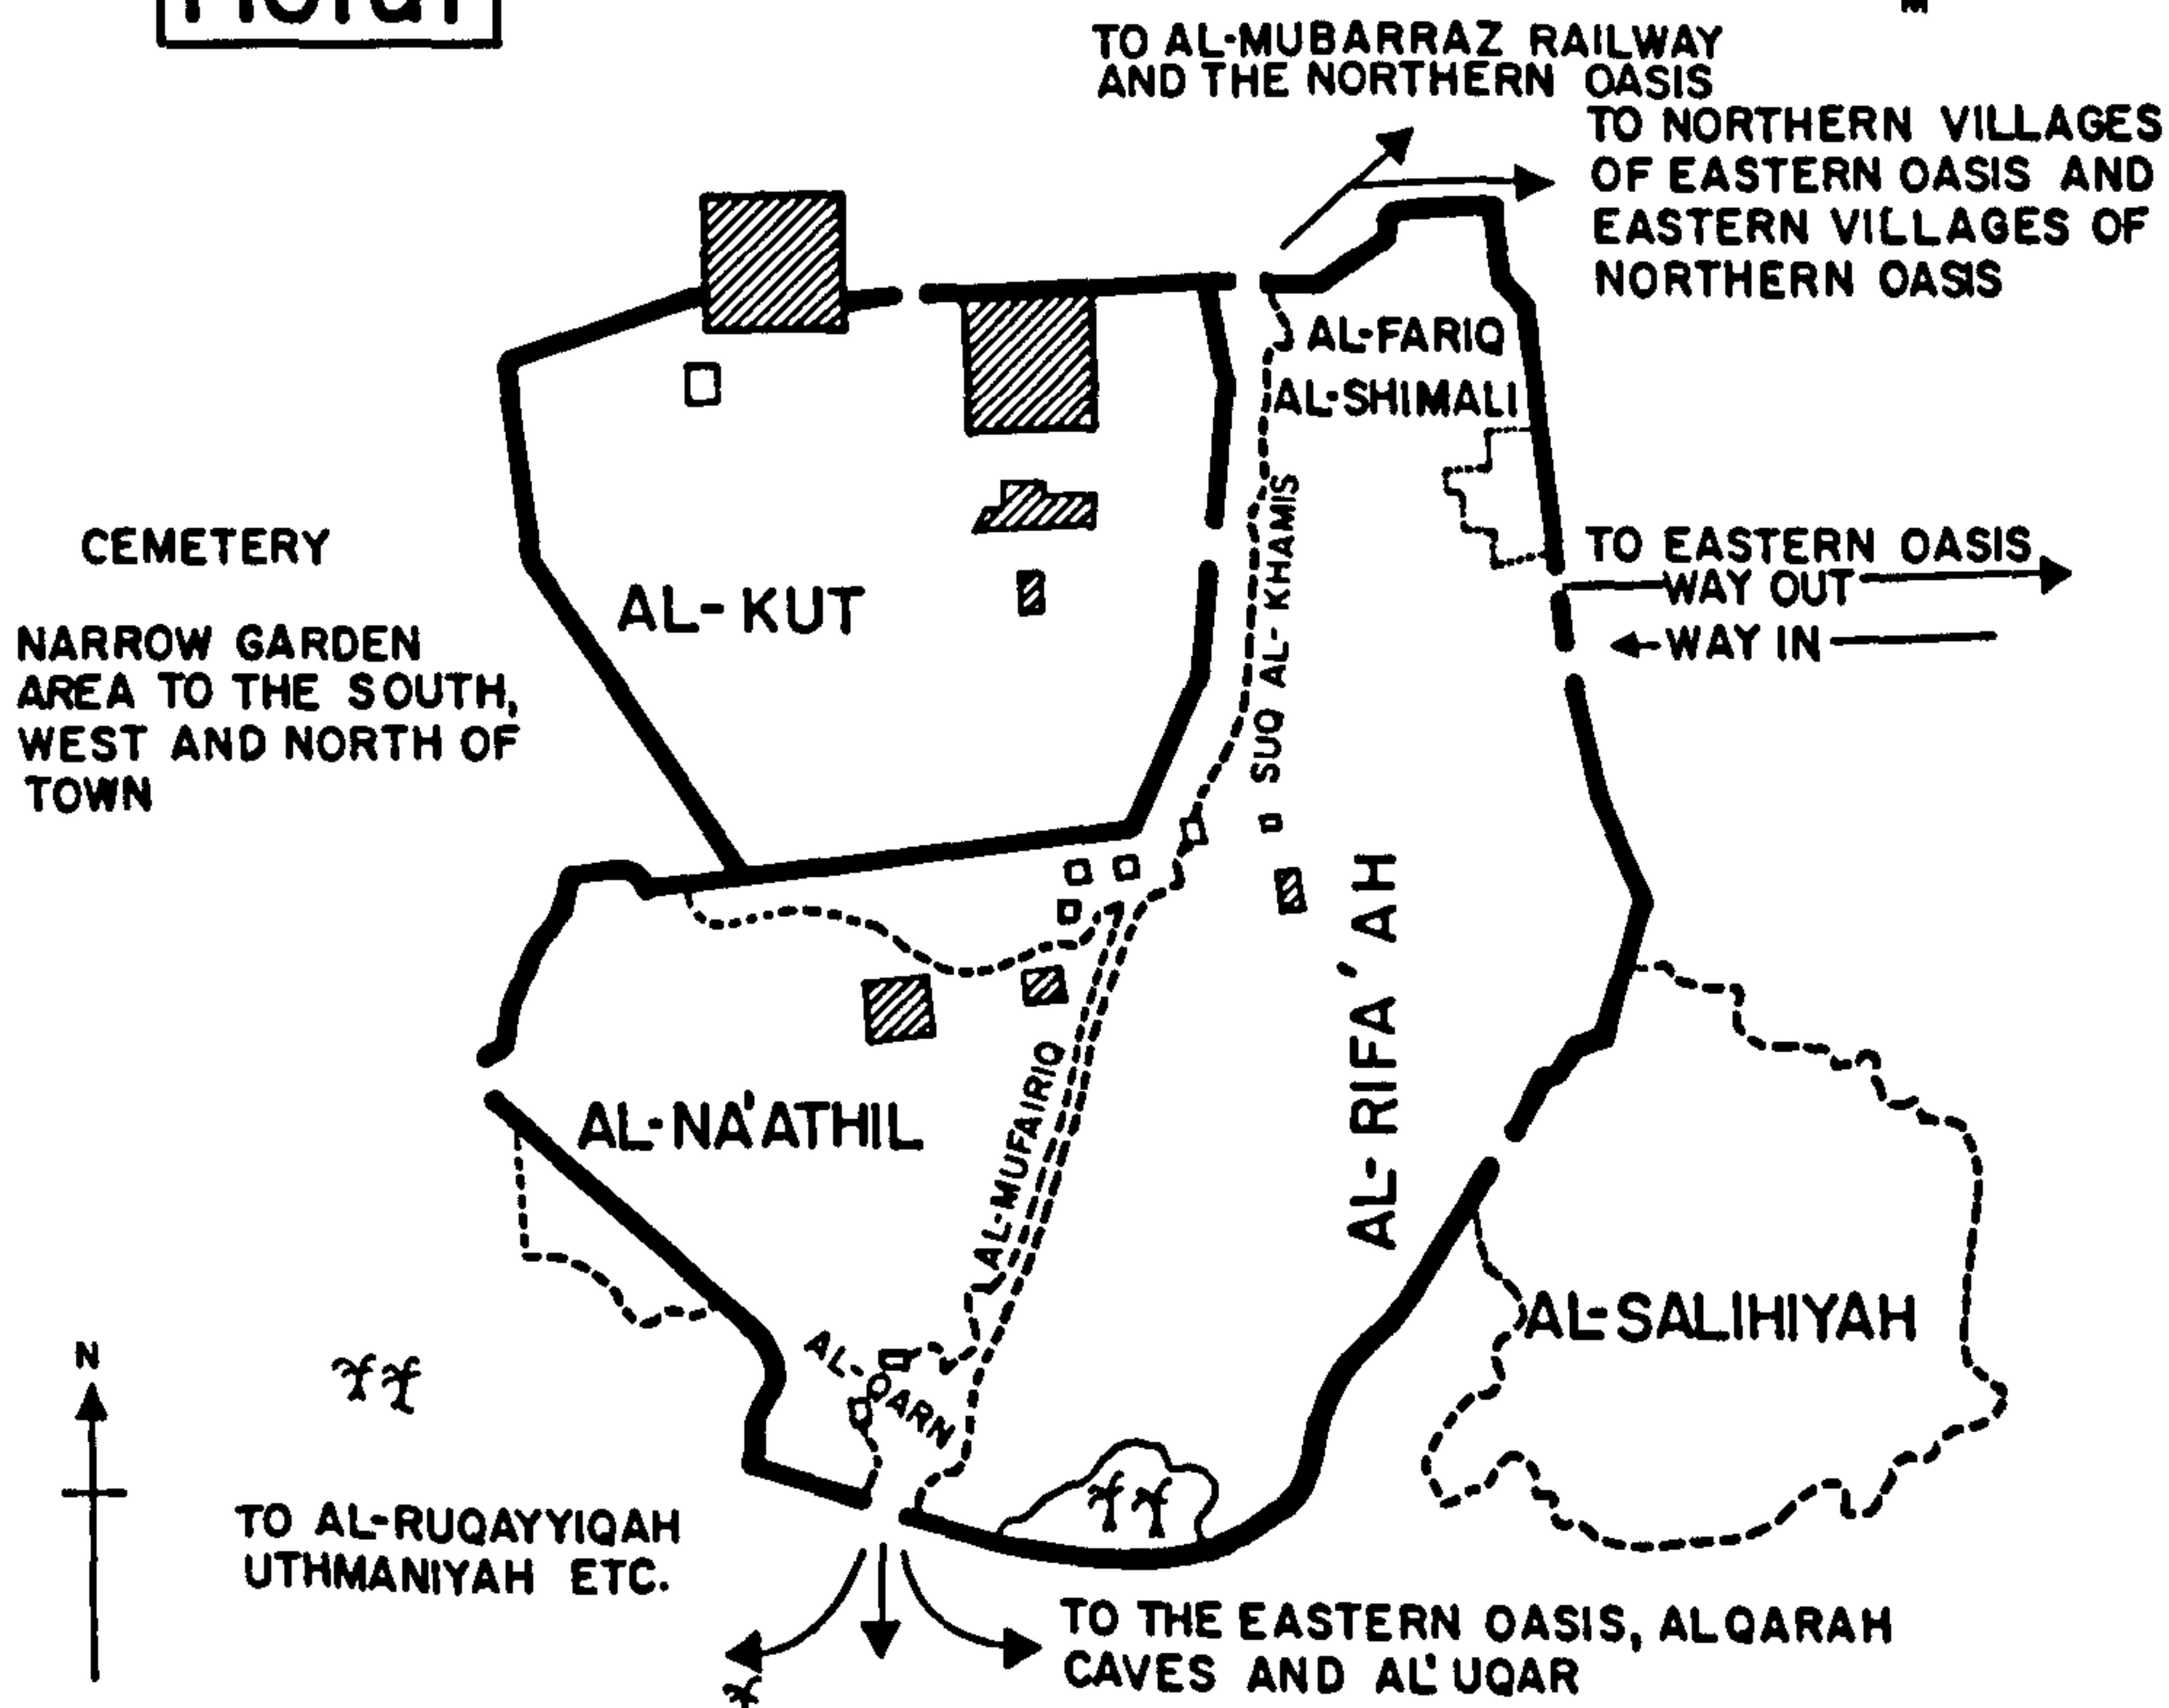 TO AL-MUBARRAZ RAILWAY
AND THE NORTHERN OASIS
TO NORTHERN VILLAGES
OF EASTERN OASIS AND
EASTERN VILLAGES OF
NORTHERN OASIS
AL-FARIQ
AL-SHIMALI
CEMETERY
NARROW GARDEN
AREA TO THE SOUTH,
WEST AND NORTH OF
TOWN
AL-KUT
SUQ AL-KHAMIS
TO EASTERN OASIS
WAY OUT
WAY IN
AL-RIFA'AH
AL-NA'ATHIL
AL-MUFAIRIQ
AL-SALIHIYAH
AL-QARN
N
TO AL-RUQAYYIQAH
UTHMANIYAH ETC.
TO THE EASTERN OASIS, ALQARAH
CAVES AND AL'UQAR